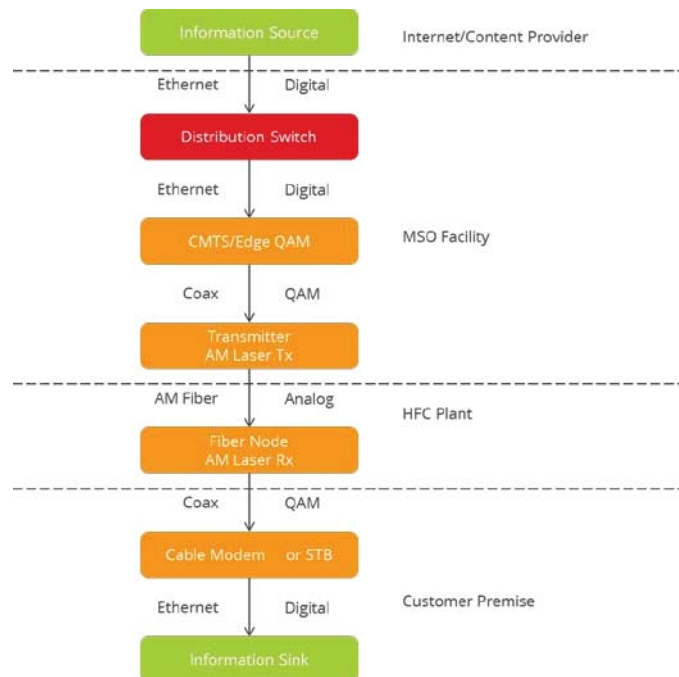 Information Source
Internet/Content Provider
Ethernet Digital
Distribution Switch
Ethernet Digital
CMTS/Edge QAM
MSO Facility
Coax QAM
Transmitter
AM Laser Tx
AM Fiber Analog
HFC Plant
Fiber Node
AM Laser Rx
Coax QAM
Cable Modem or STB
Customer Premise
Ethernet Digital
Information Sink